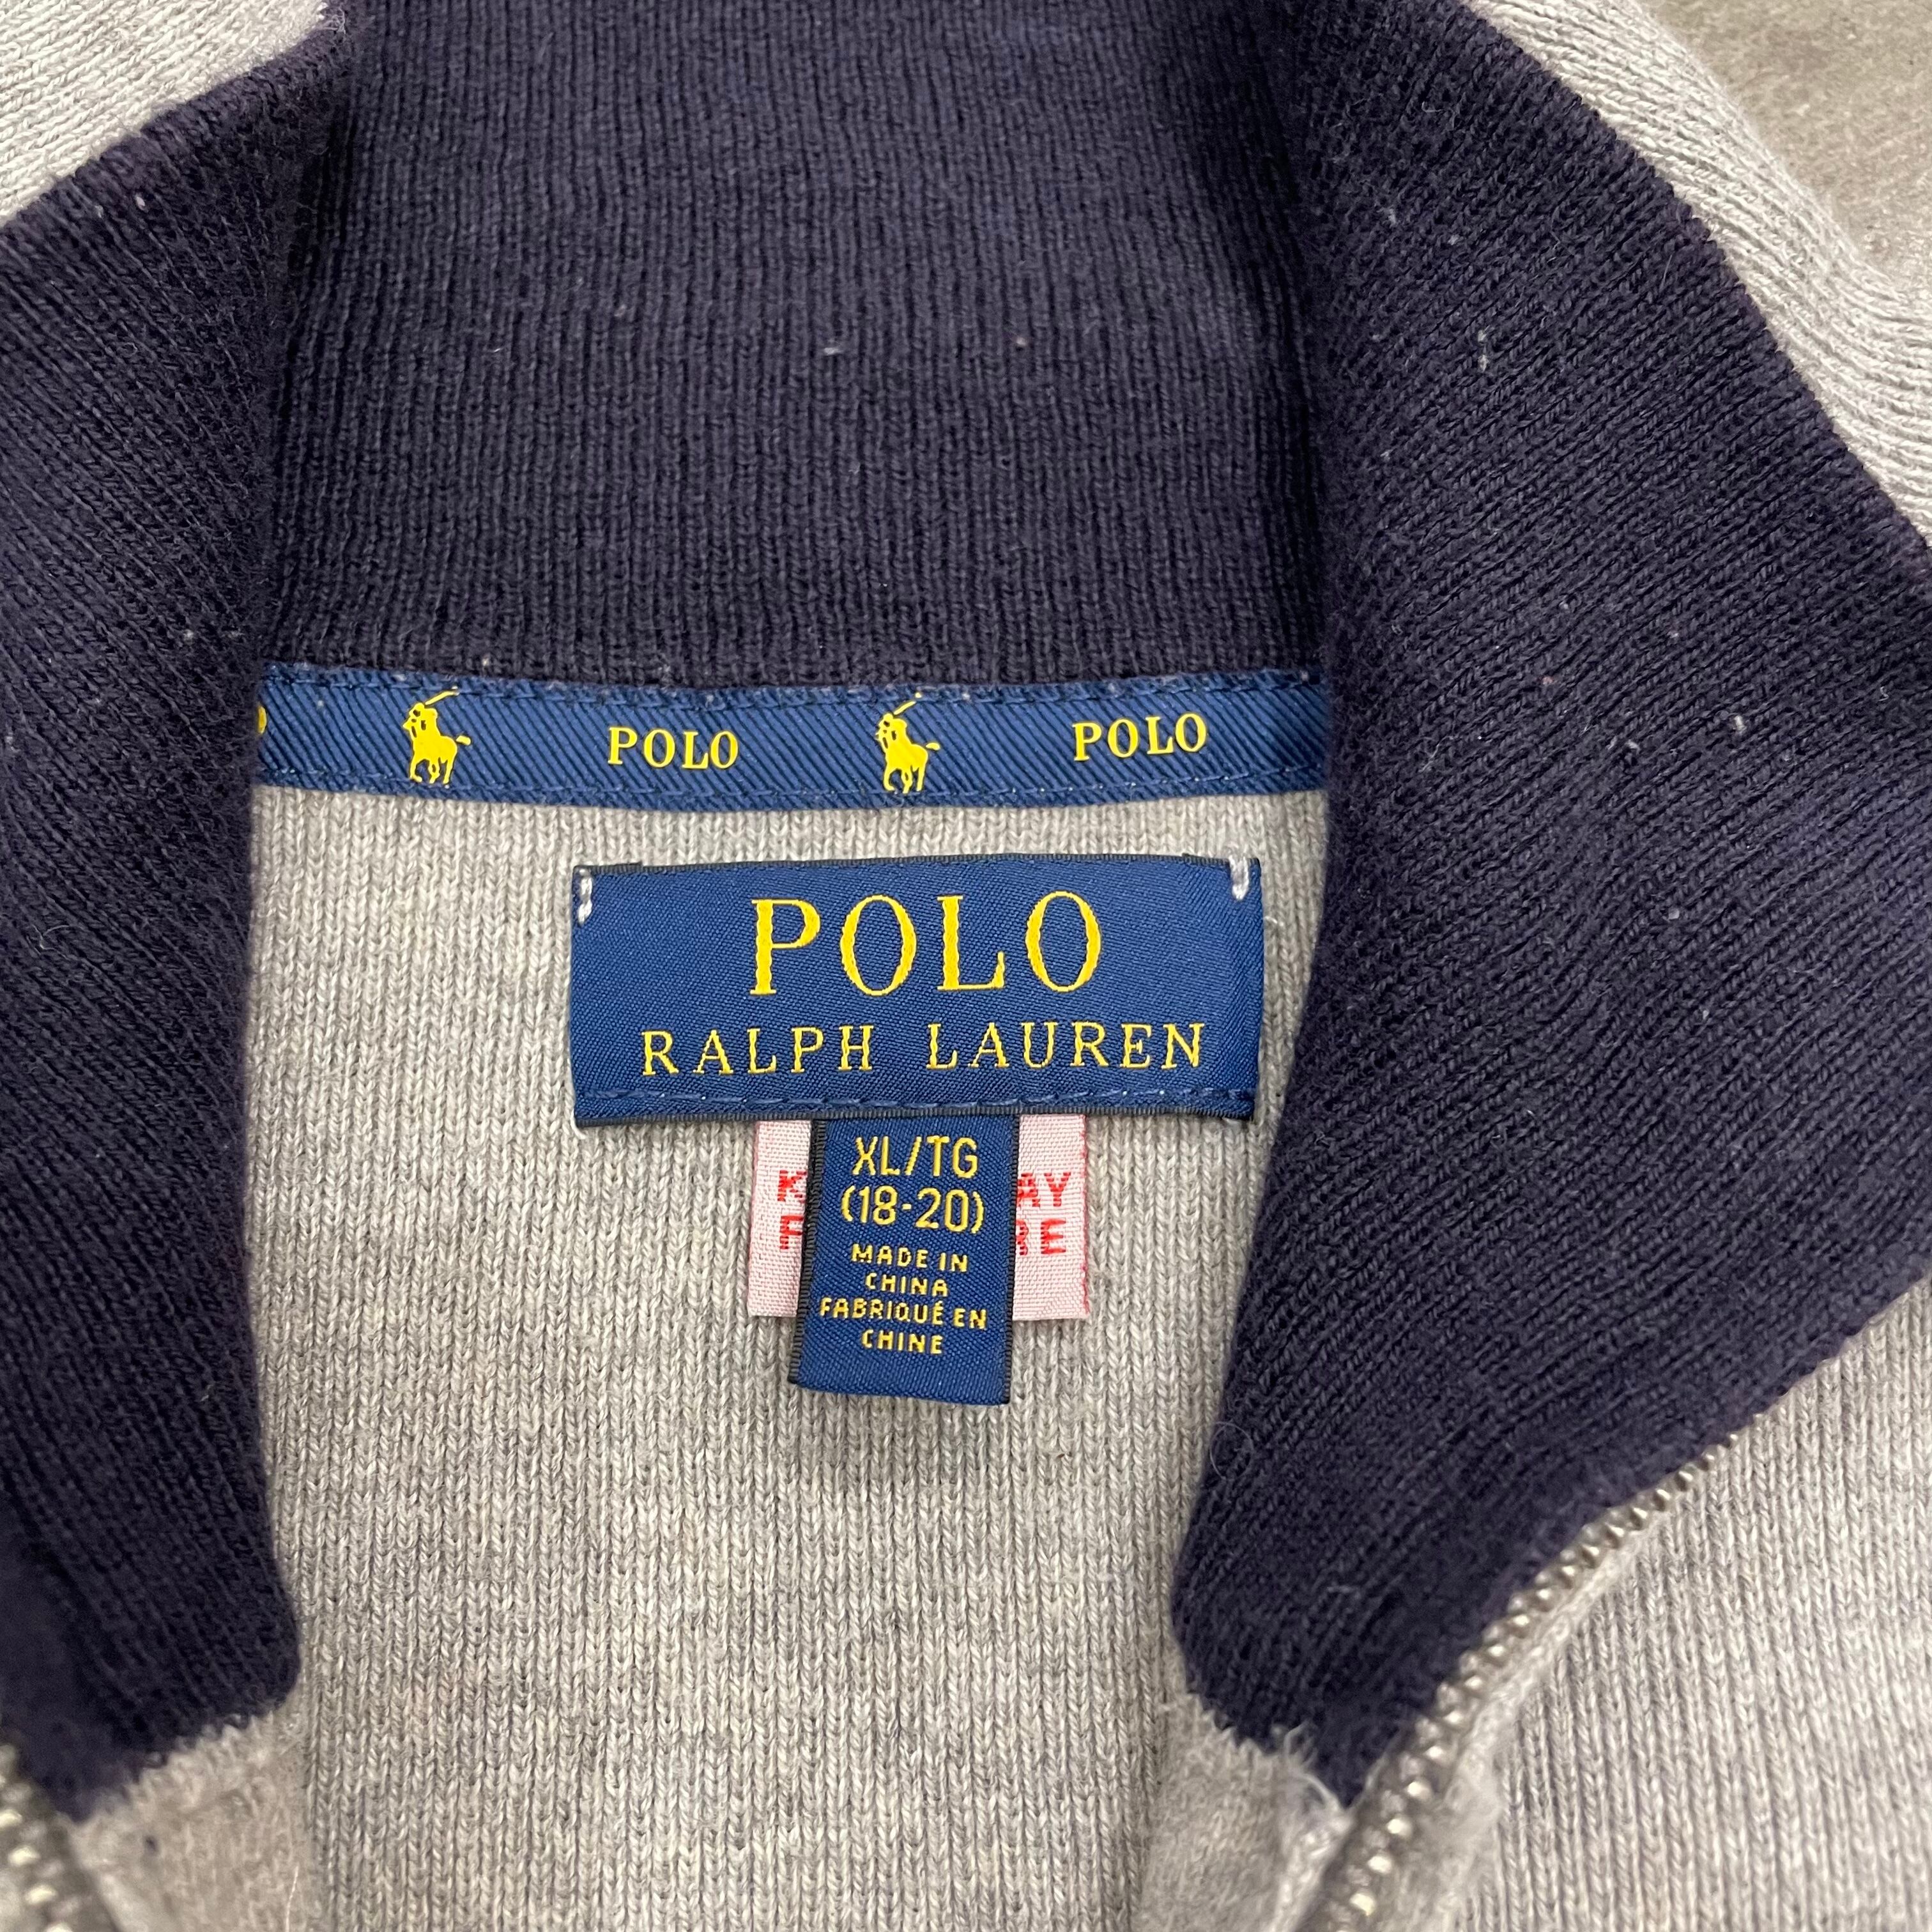 POLO POLO
POLO
RALPH LAUREN
XL/TG
(18-20)
MADE IN
CHINA
FABRIQUÉ EN
CHINE